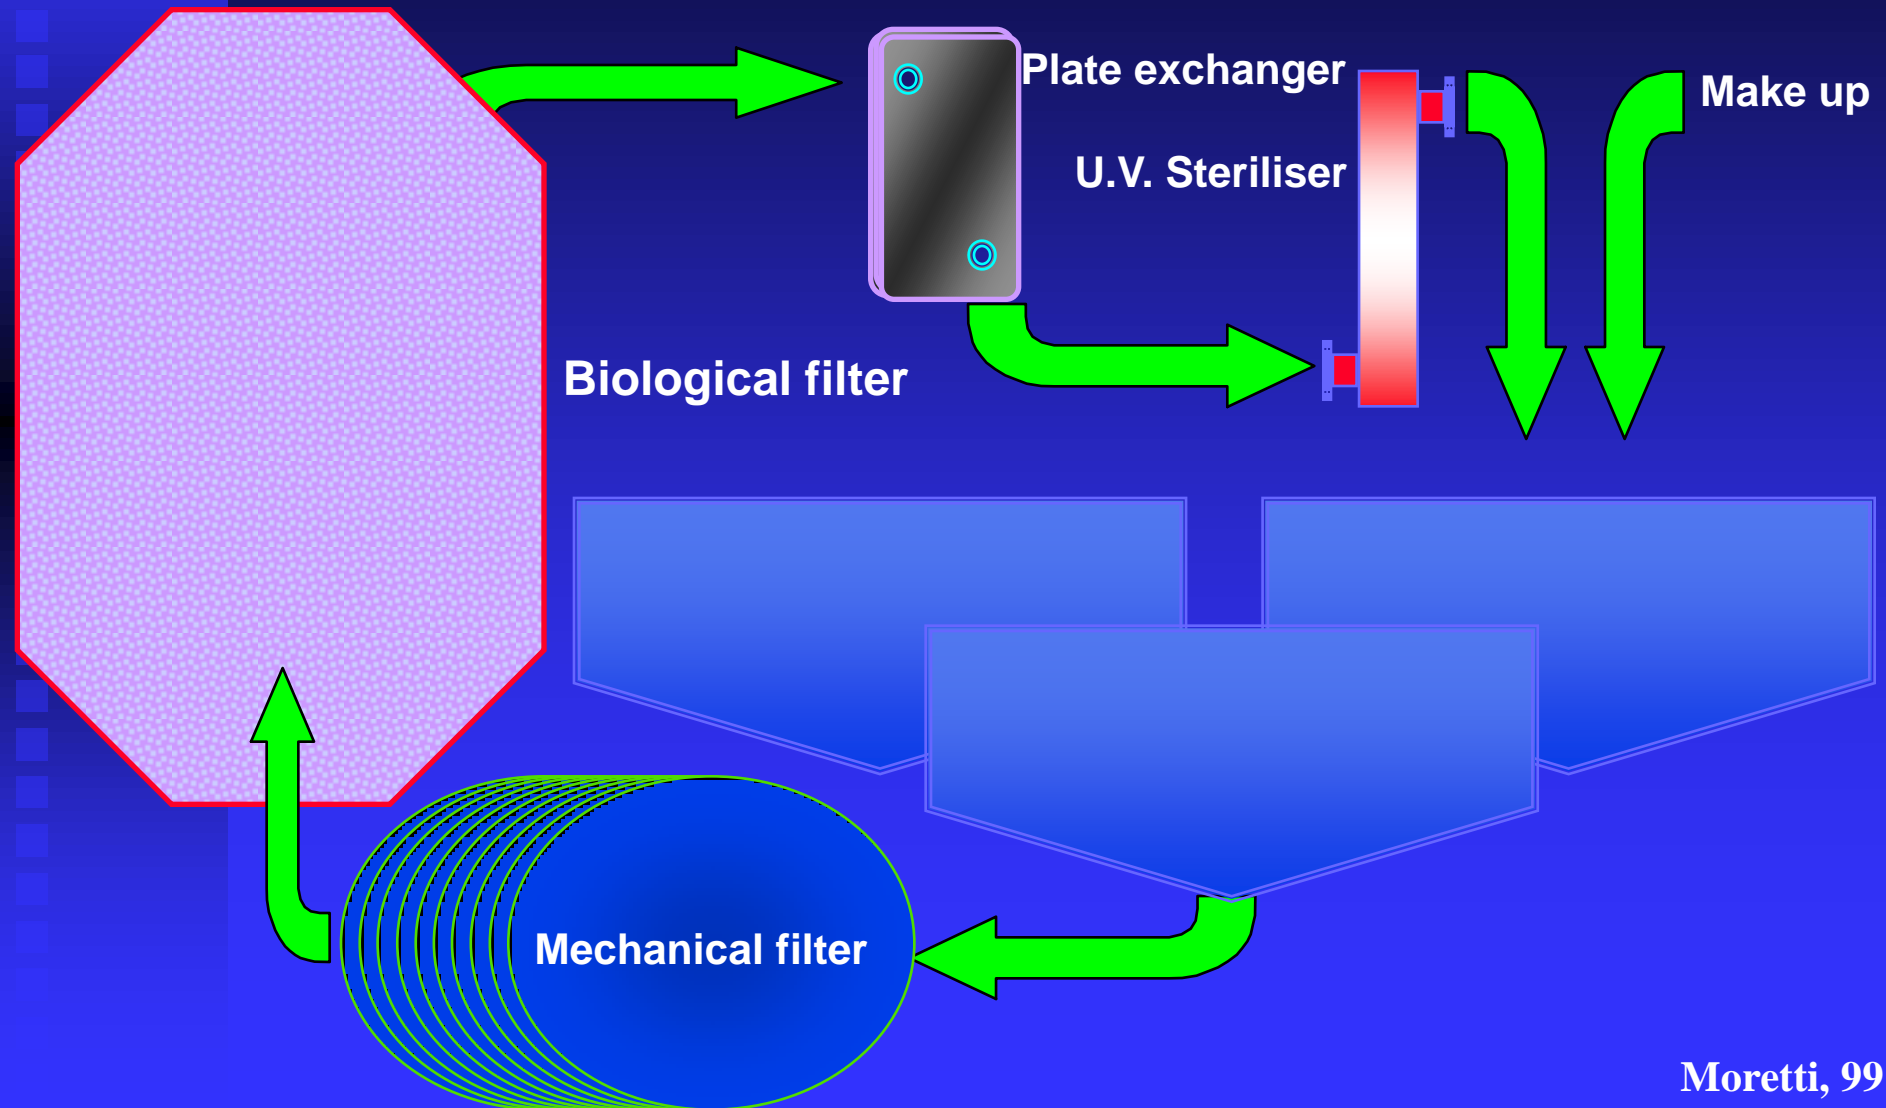 Plate exchanger
Make up
U.V. Steriliser
Biological filter
Mechanical filter
Moretti, 99